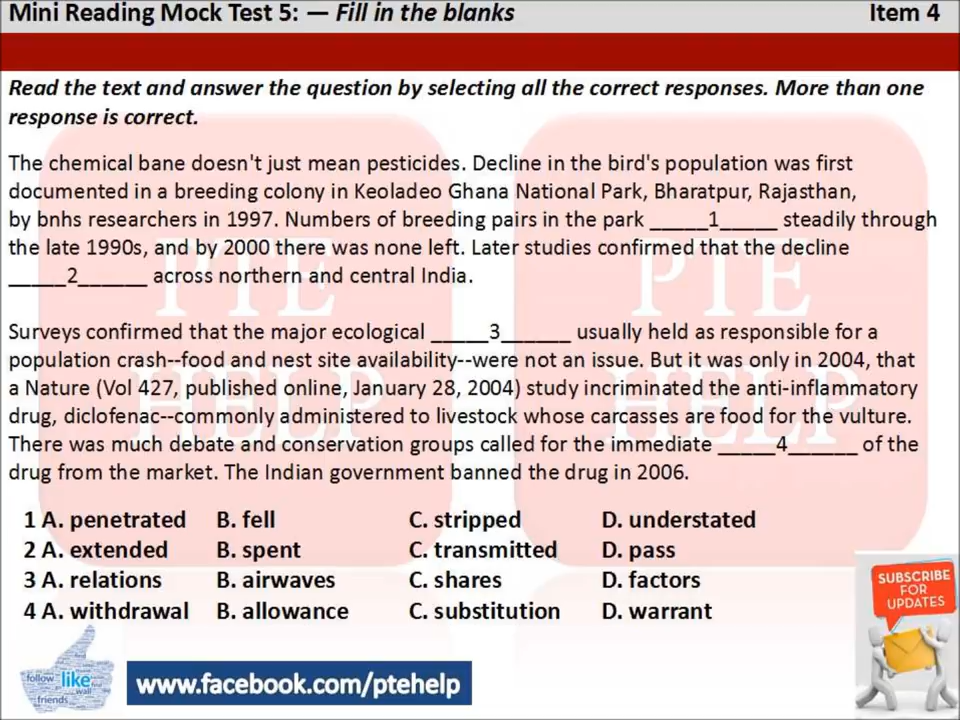 Mini Reading Mock Test 5: — Fill in the blanks Item 4
Read the text and answer the question by selecting all the correct responses. More than one
response is correct.
The chemical bane doesn't just mean pesticides. Decline in the bird's population was first
documented in a breeding colony in Keoladeo Ghana National Park, Bharatpur, Rajasthan,
by bnhs researchers in 1997. Numbers of breeding pairs in the park _____1_____ steadily through
the late 1990s, and by 2000 there was none left. Later studies confirmed that the decline
_____2______ across northern and central India.
Surveys confirmed that the major ecological _____3______ usually held as responsible for a
population crash--food and nest site availability--were not an issue. But it was only in 2004, that
a Nature (Vol 427, published online, January 28, 2004) study incriminated the anti-inflammatory
drug, diclofenac--commonly administered to livestock whose carcasses are food for the vulture.
There was much debate and conservation groups called for the immediate _____4______ of the
drug from the market. The Indian government banned the drug in 2006.
1 A. penetrated B. fell C. stripped D. understated
2 A. extended B. spent C. transmitted D. pass
3 A. relations B. airwaves C. shares D. factors
4 A. withdrawal B. allowance C. substitution D. warrant
PTE HELP
PTE HELP
SUBSCRIBE
FOR
UPDATES
follow like wall
friends
www.facebook.com/ptehelp